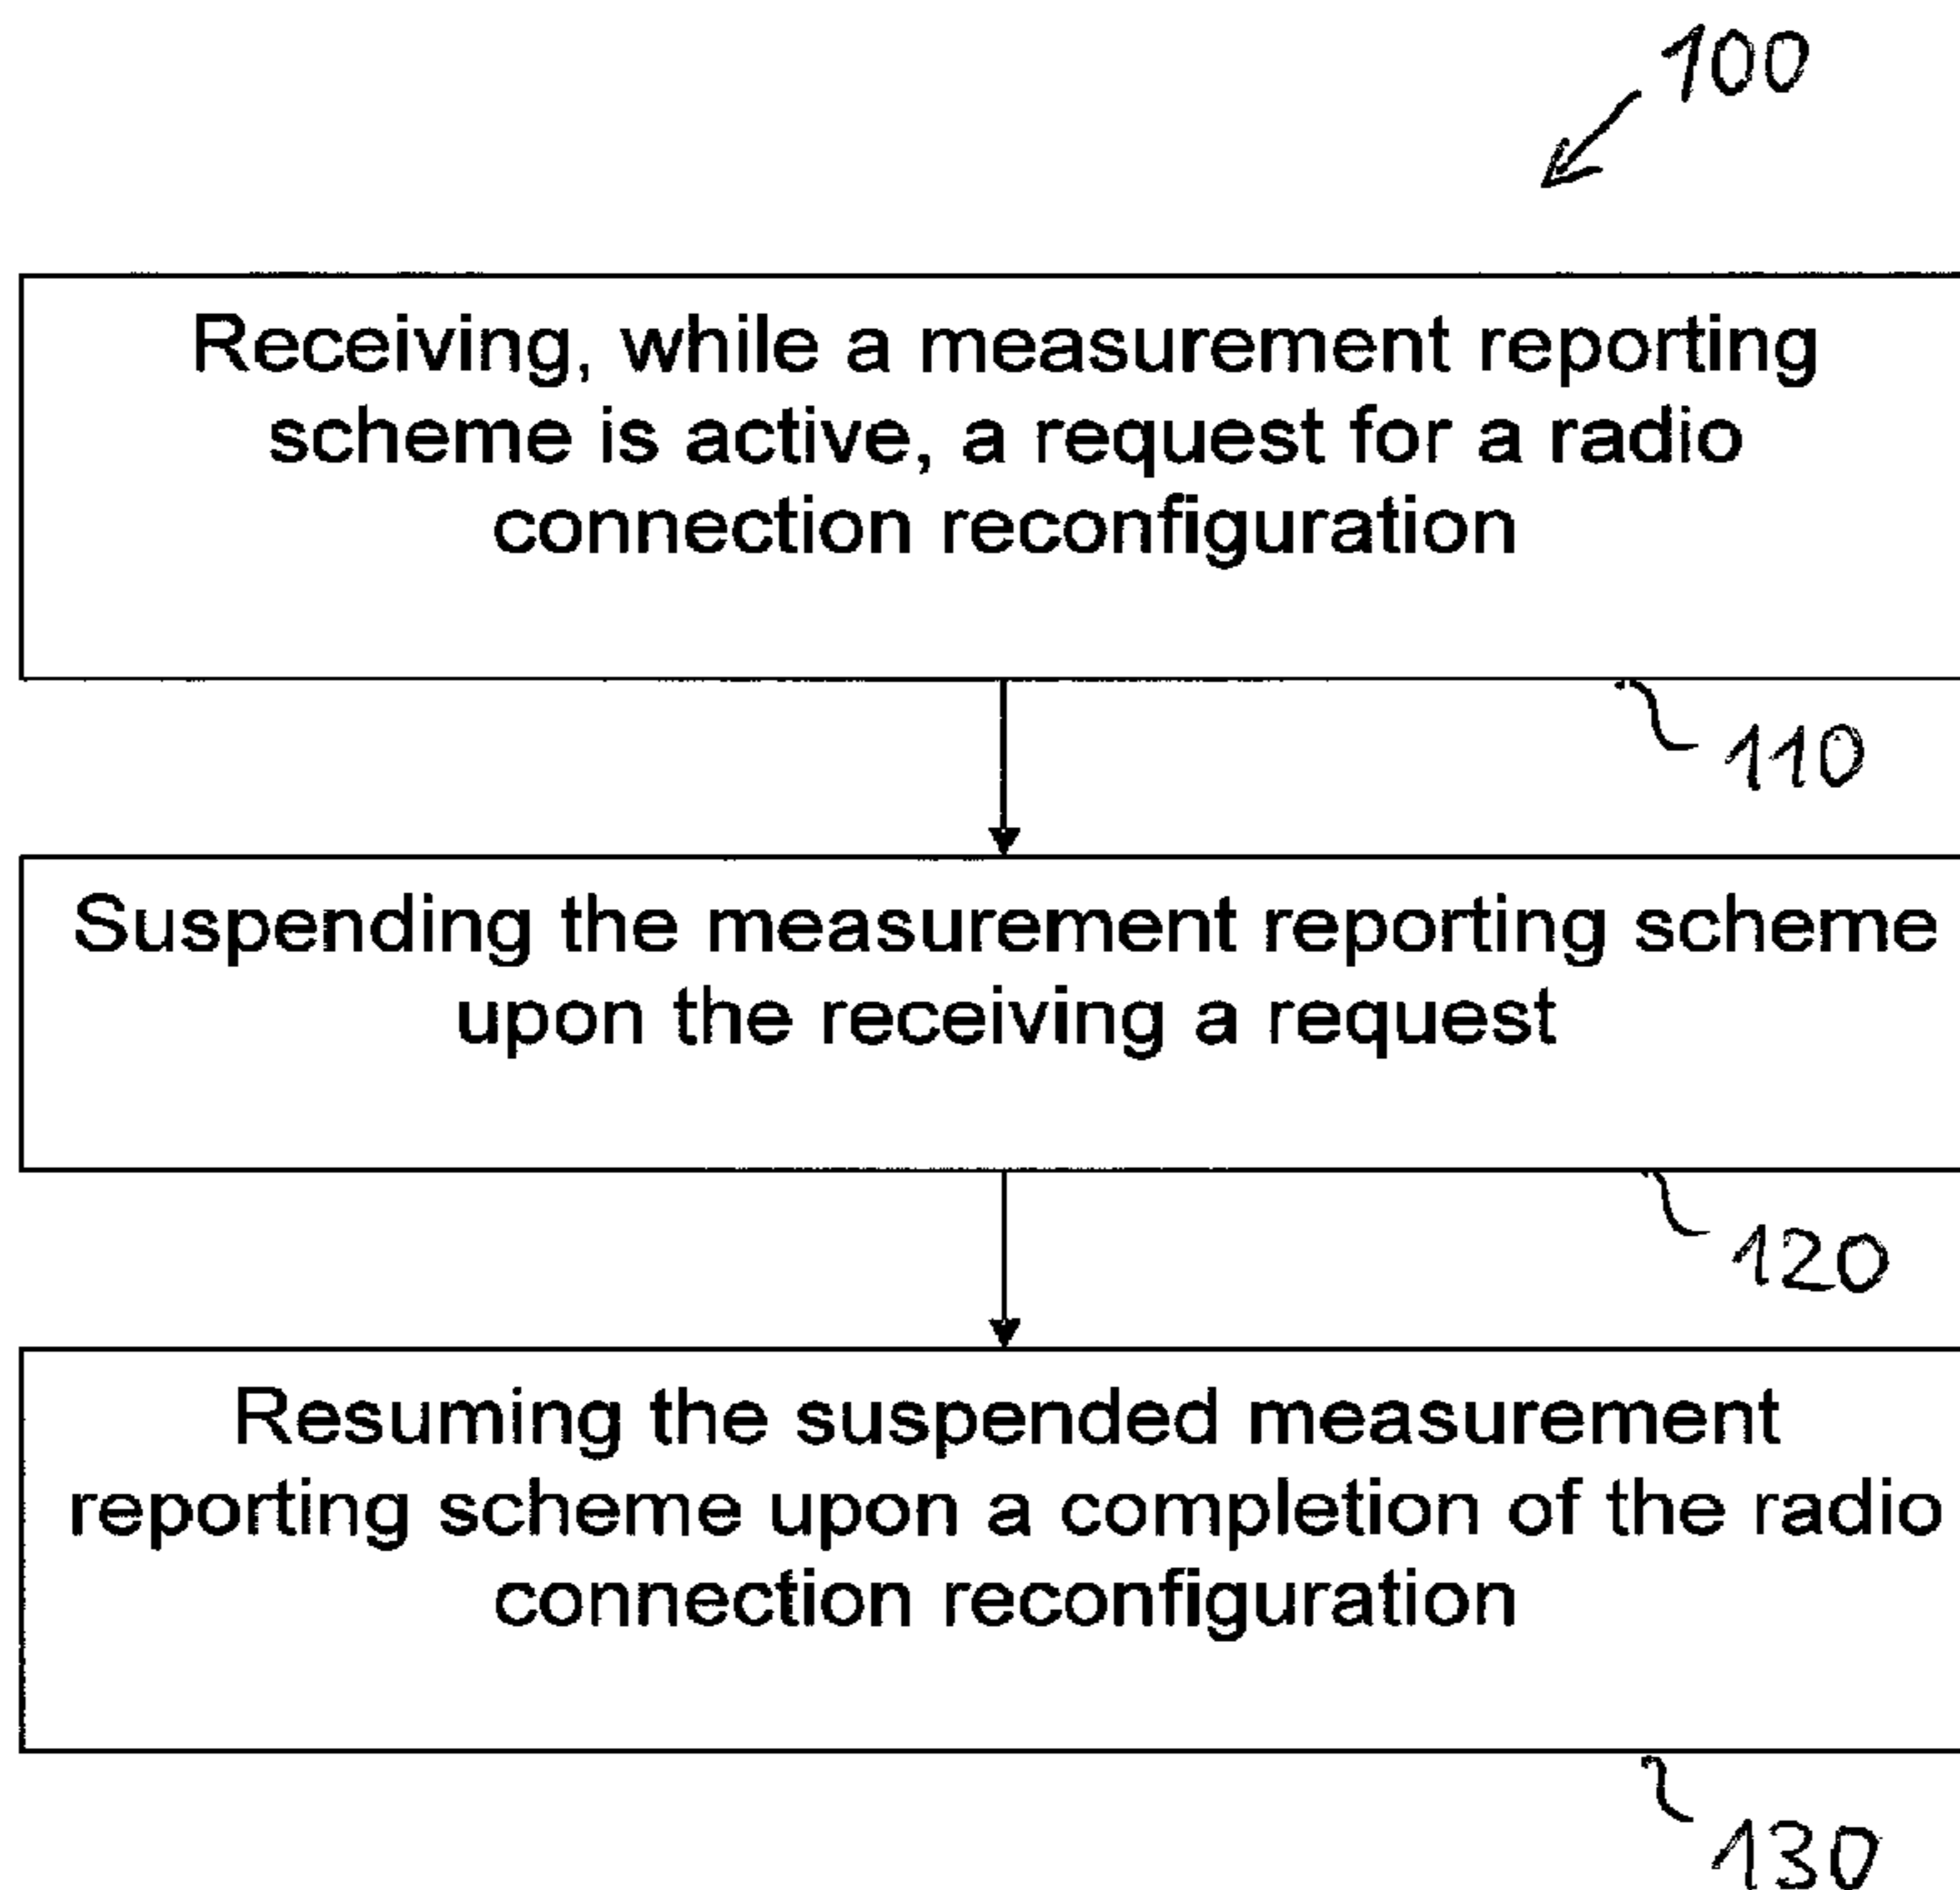 100
Receiving, while a measurement reporting
scheme is active, a request for a radio
connection reconfiguration
110
Suspending the measurement reporting scheme
upon the receiving a request
120
Resuming the suspended measurement
reporting scheme upon a completion of the radio
connection reconfiguration
130